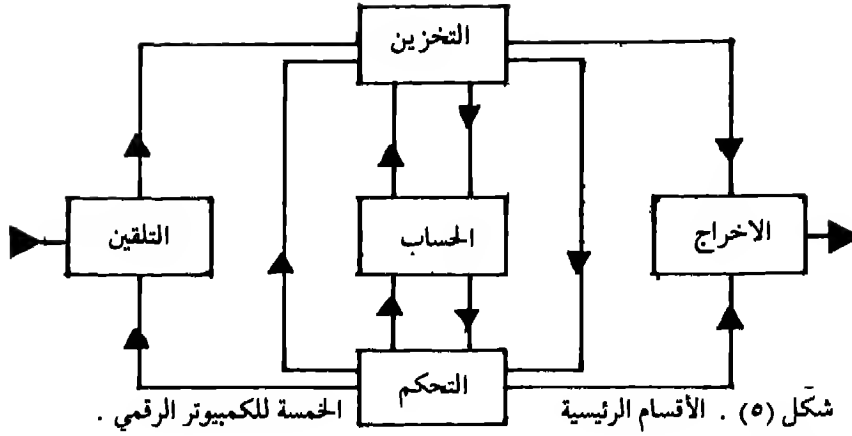 التخزين
الاخراج
الحساب
التلقين
التحكم
شكل (٥) . الأقسام الرئيسية الخمسة للكمبيوتر الرقمي .